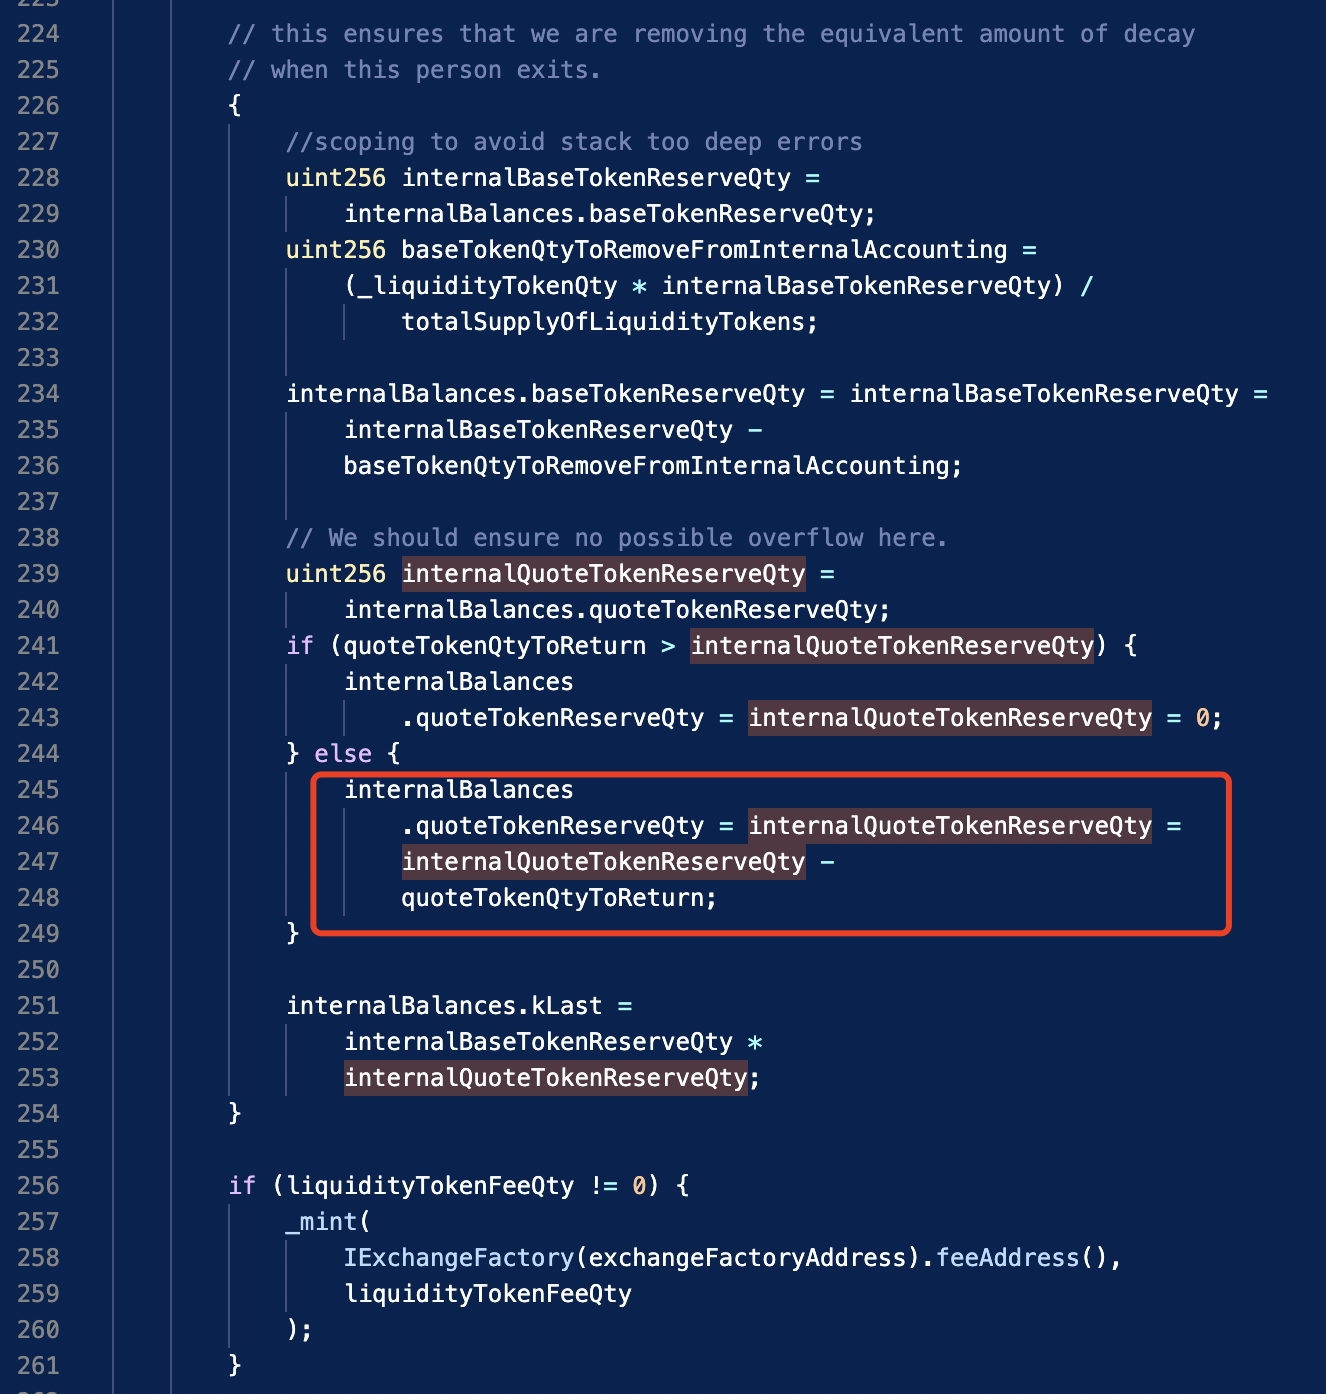 224 // this ensures that we are removing the equivalent amount of decay
225 // when this person exits.
226 {
227 //scoping to avoid stack too deep errors
228 uint256 internalBaseTokenReserveQty =
229 internalBalances.baseTokenReserveQty;
230 uint256 baseTokenQtyToRemoveFromInternalAccounting =
231 (_liquidityTokenQty * internalBaseTokenReserveQty) /
232 totalSupplyOfLiquidityTokens;
233
234 internalBalances.baseTokenReserveQty = internalBaseTokenReserveQty =
235 internalBaseTokenReserveQty -
236 baseTokenQtyToRemoveFromInternalAccounting;
237
238 // We should ensure no possible overflow here.
239 uint256 internalQuoteTokenReserveQty =
240 internalBalances.quoteTokenReserveQty;
241 if (quoteTokenQtyToReturn > internalQuoteTokenReserveQty) {
242 internalBalances
243 .quoteTokenReserveQty = internalQuoteTokenReserveQty = 0;
244 } else {
245 internalBalances
246 .quoteTokenReserveQty = internalQuoteTokenReserveQty =
247 internalQuoteTokenReserveQty -
248 quoteTokenQtyToReturn;
249 }
250
251 internalBalances.kLast =
252 internalBaseTokenReserveQty *
253 internalQuoteTokenReserveQty;
254 }
255
256 if (liquidityTokenFeeQty != 0) {
257 _mint(
258 IExchangeFactory(exchangeFactoryAddress).feeAddress(),
259 liquidityTokenFeeQty
260 );
261 }